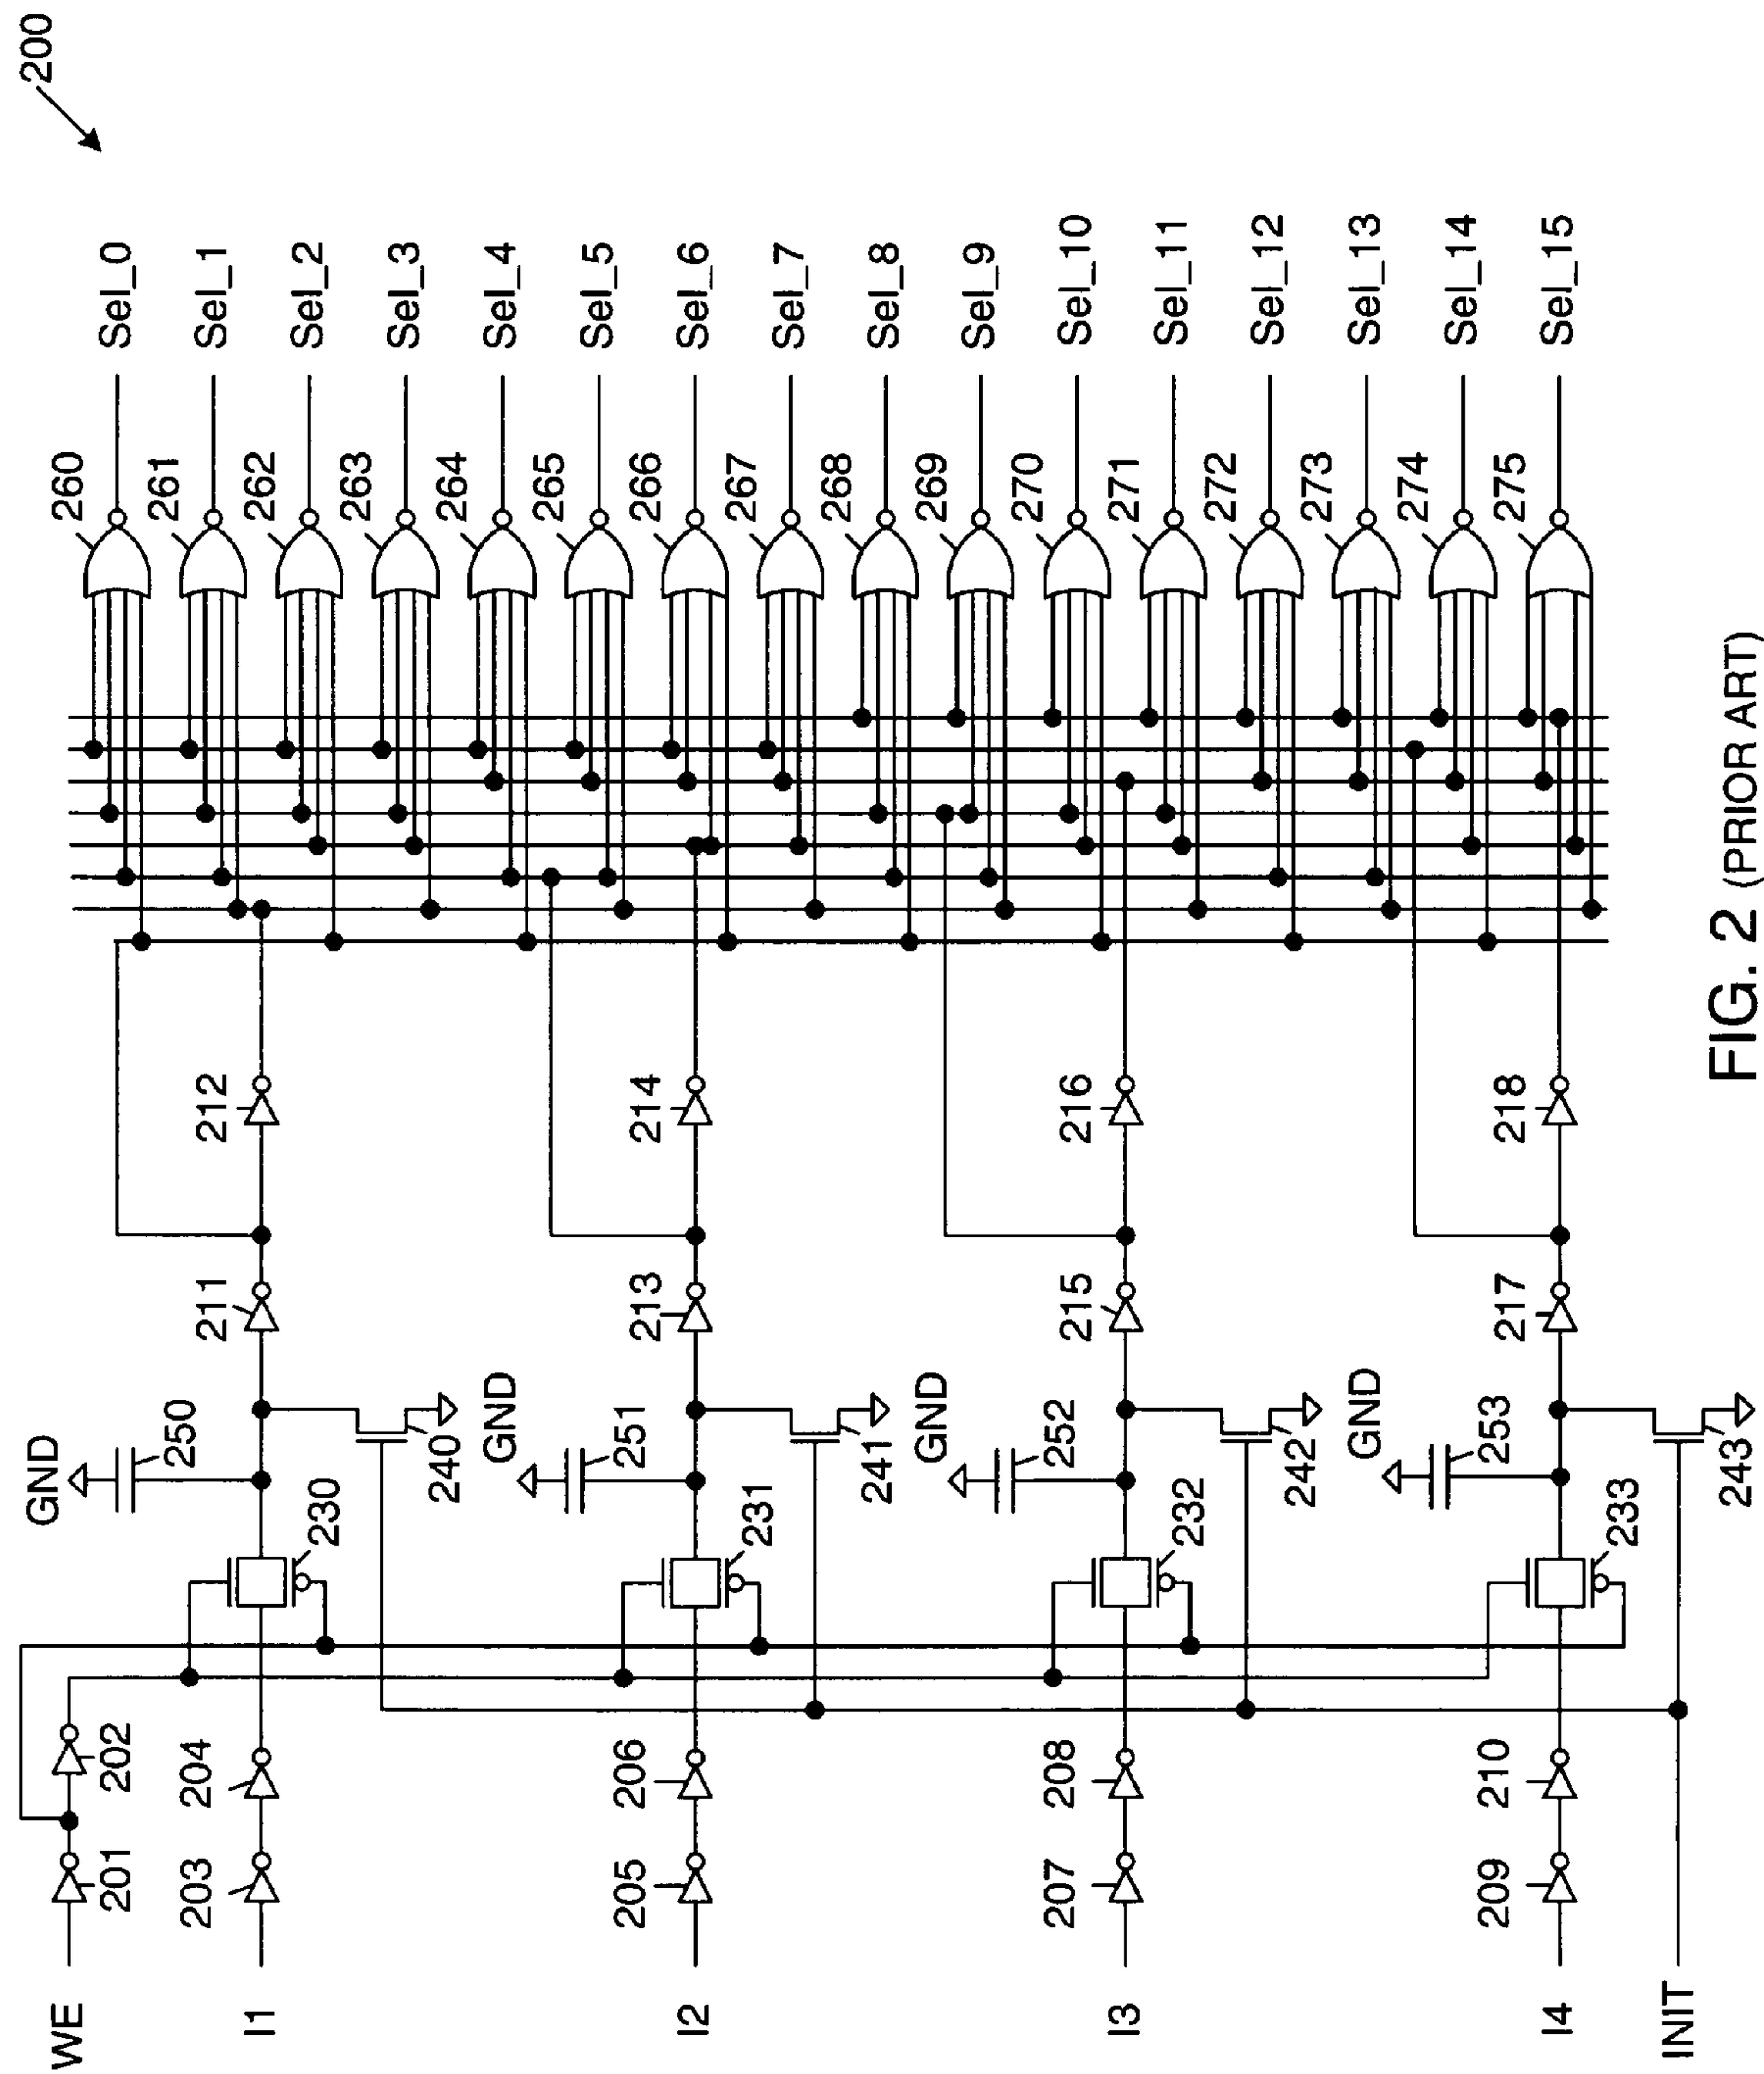 200
Sel_0
Sel_1
Sel_2
Sel_3
Sel_4
Sel_5
Sel_6
Sel_7
Sel_8
Sel_9
Sel_10
Sel_11
Sel_12
Sel_13
Sel_14
Sel_15
260
261
262
263
264
265
266
267
268
269
270
271
272
273
274
275
212
214
216
218
211
213
215
217
GND
250
240
GND
251
241
GND
252
242
GND
253
243
230
231
232
233
202
204
206
208
210
201
203
205
207
209
WE
I1
I2
I3
I4
INIT
FIG. 2 (PRIOR ART)